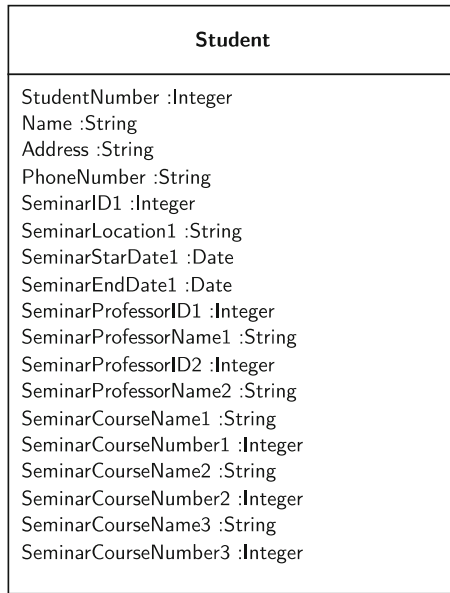 Student
StudentNumber :Integer
Name :String
Address :String
PhoneNumber :String
SeminarID1 :Integer
SeminarLocation1 :String
SeminarStarDate1 :Date
SeminarEndDate1 :Date
SeminarProfessorID1 :Integer
SeminarProfessorName1 :String
SeminarProfessorID2 :Integer
SeminarProfessorName2 :String
SeminarCourseName1 :String
SeminarCourseNumber1 :Integer
SeminarCourseName2 :String
SeminarCourseNumber2 :Integer
SeminarCourseName3 :String
SeminarCourseNumber3 :Integer